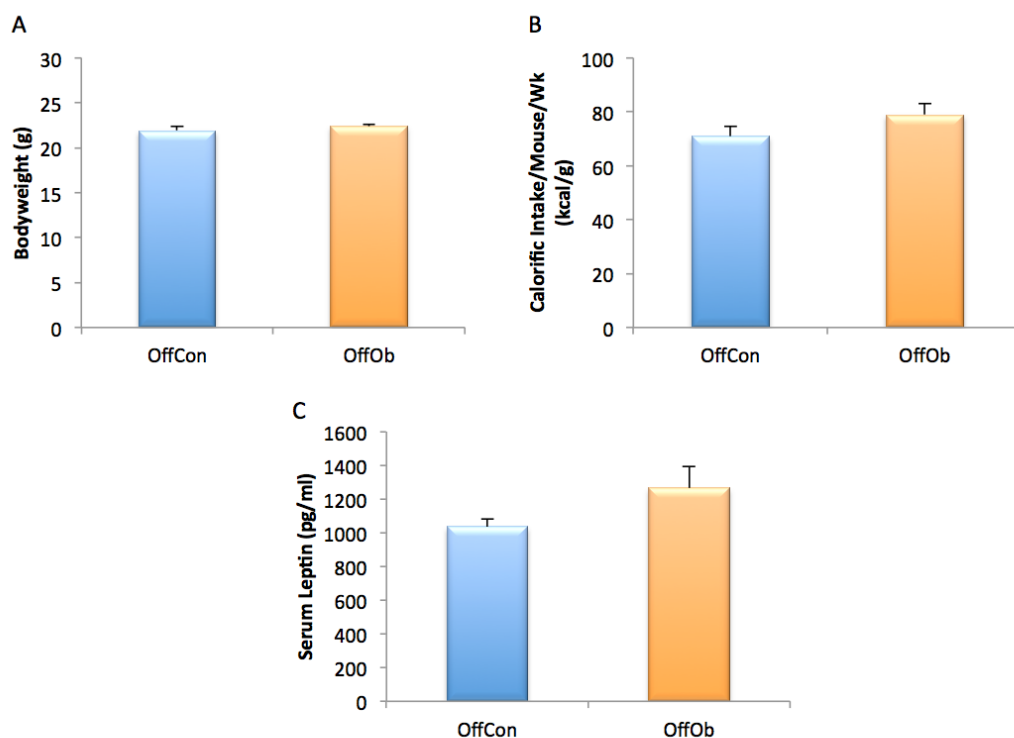 A
Bodyweight (g)
30
25
20
15
10
5
0
OffCon
OffOb
B
Calorific Intake/Mouse/Wk
(kcal/g)
100
80
60
40
20
0
OffCon
OffOb
C
Serum Leptin (pg/ml)
1600
1400
1200
1000
800
600
400
200
0
OffCon
OffOb